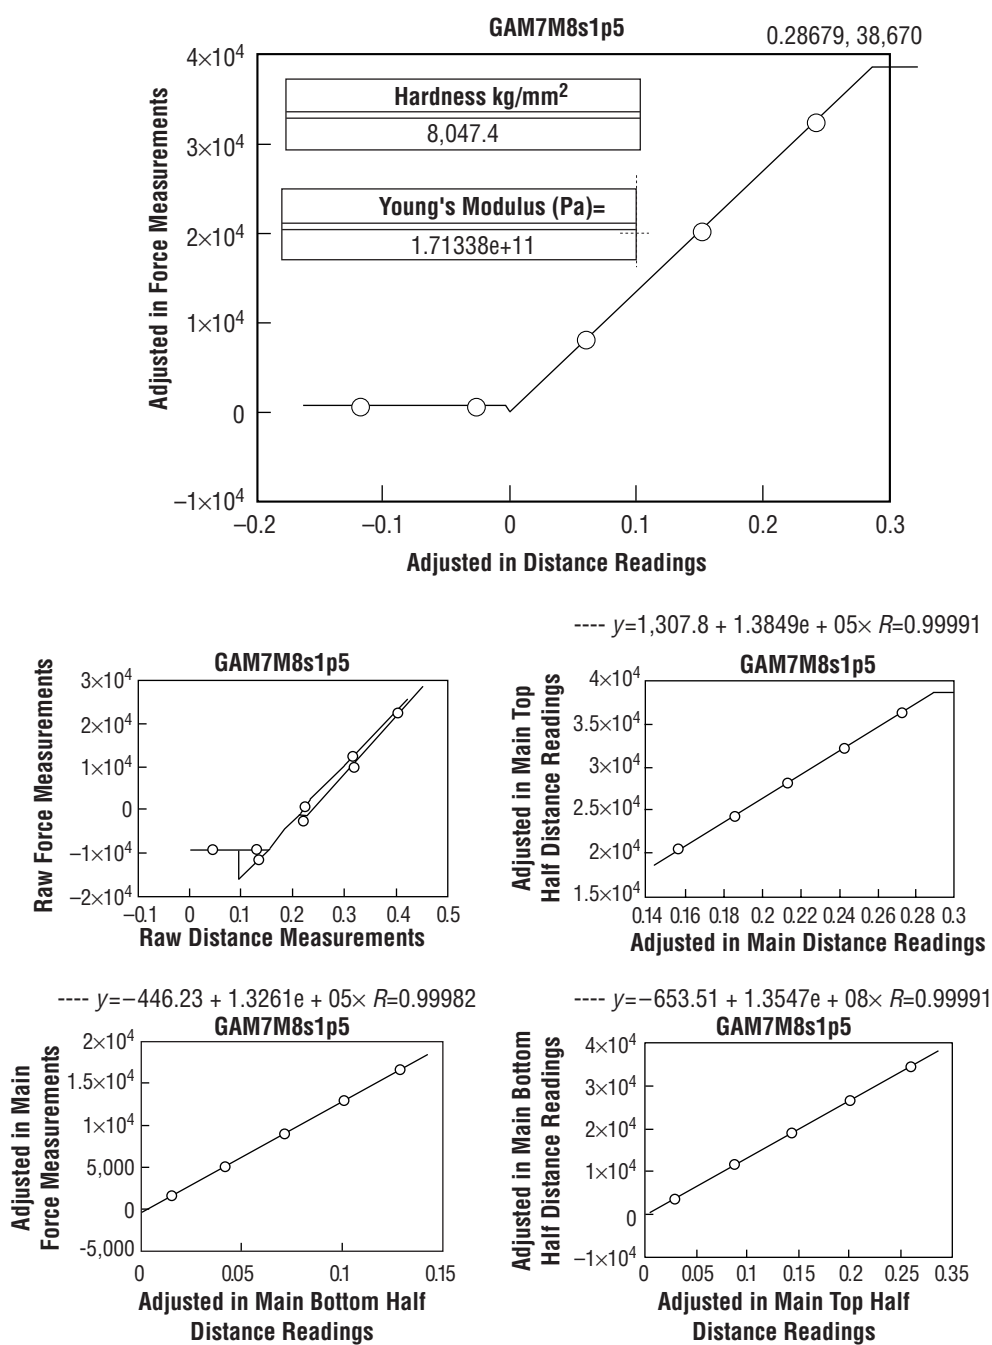 GAM7M8s1p5
0.28679, 38,670
Adjusted in Force Measurements
4×10⁴
3×10⁴
2×10⁴
1×10⁴
0
–1×10⁴
Hardness kg/mm²
8,047.4
Young's Modulus (Pa)=
1.71338e+11
–0.2 –0.1 0 0.1 0.2 0.3
Adjusted in Distance Readings
GAM7M8s1p5
Raw Force Measurements
3×10⁴
2×10⁴
1×10⁴
0
–1×10⁴
–2×10⁴
–0.1 0 0.1 0.2 0.3 0.4 0.5
Raw Distance Measurements
---- y=1,307.8 + 1.3849e + 05× R=0.99991
GAM7M8s1p5
Adjusted in Main Top
Half Distance Readings
4×10⁴
3.5×10⁴
3×10⁴
2.5×10⁴
2×10⁴
1.5×10⁴
0.14 0.16 0.18 0.2 0.22 0.24 0.26 0.28 0.3
Adjusted in Main Distance Readings
---- y=–446.23 + 1.3261e + 05× R=0.99982
GAM7M8s1p5
Adjusted in Main
Force Measurements
2×10⁴
1.5×10⁴
1×10⁴
5,000
0
-5,000
0 0.05 0.1 0.15
Adjusted in Main Bottom Half
Distance Readings
---- y=–653.51 + 1.3547e + 08× R=0.99991
GAM7M8s1p5
Adjusted in Main Bottom
Half Distance Readings
4×10⁴
3×10⁴
2×10⁴
1×10⁴
0
–1×10⁴
0 0.05 0.1 0.15 0.2 0.25 0.35
Adjusted in Main Top Half
Distance Readings